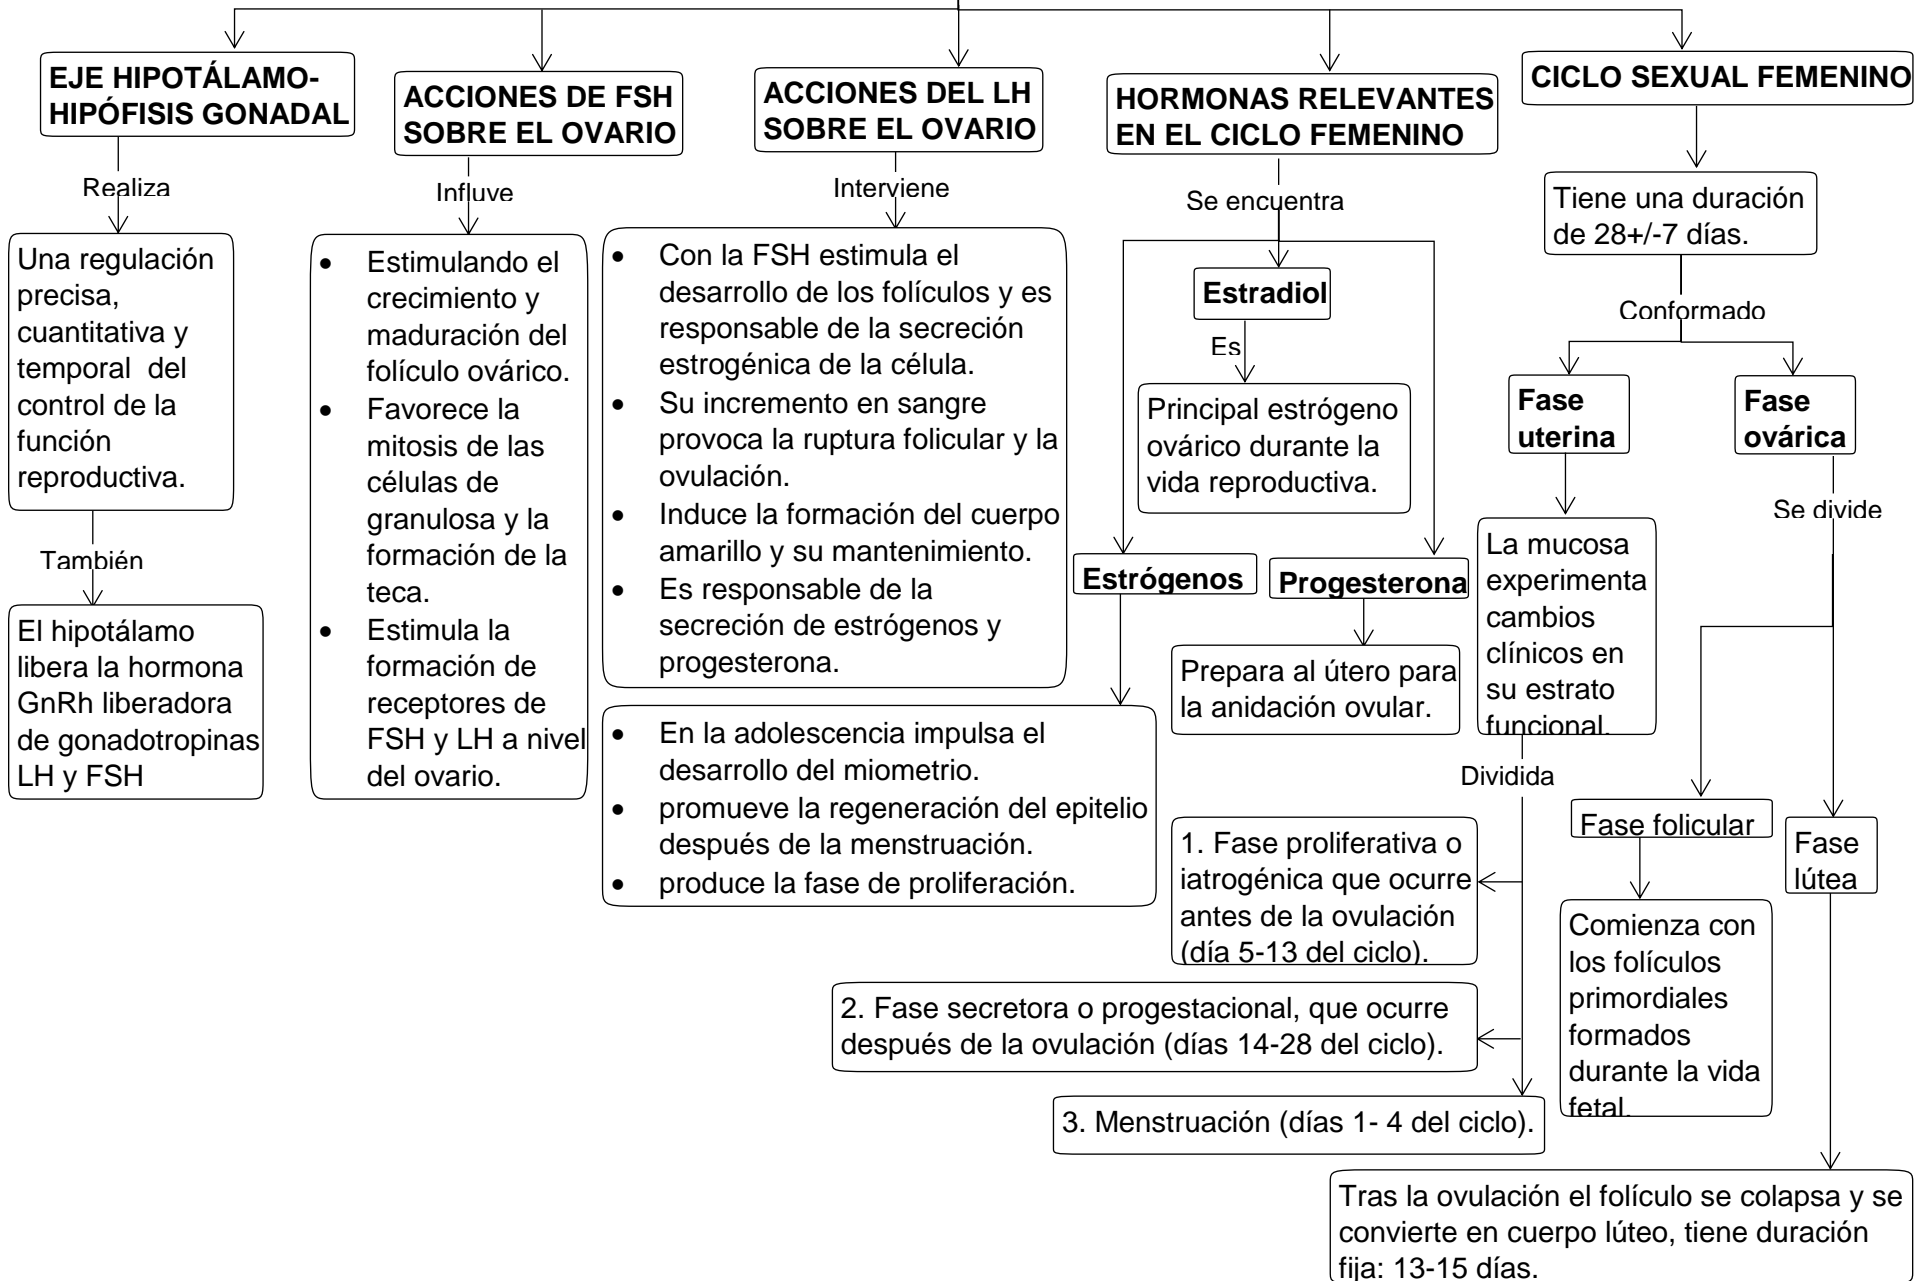 EJE HIPOTÁLAMO-
HIPÓFISIS GONADAL
Realiza
Una regulación
precisa,
cuantitativa y
temporal  del
control de la
función
reproductiva.
También
El hipotálamo
libera la hormona
GnRh liberadora
de gonadotropinas
LH y FSH
ACCIONES DE FSH
SOBRE EL OVARIO
Influye
• Estimulando el
crecimiento y
maduración del
folículo ovárico.
• Favorece la
mitosis de las
células de
granulosa y la
formación de la
teca.
• Estimula la
formación de
receptores de
FSH y LH a nivel
del ovario.
ACCIONES DEL LH
SOBRE EL OVARIO
Interviene
• Con la FSH estimula el
desarrollo de los folículos y es
responsable de la secreción
estrogénica de la célula.
• Su incremento en sangre
provoca la ruptura folicular y la
ovulación.
• Induce la formación del cuerpo
amarillo y su mantenimiento.
• Es responsable de la
secreción de estrógenos y
progesterona.
HORMONAS RELEVANTES
EN EL CICLO FEMENINO
Se encuentra
Estradiol
Es
Principal estrógeno
ovárico durante la
vida reproductiva.
Estrógenos
• En la adolescencia impulsa el
desarrollo del miometrio.
• promueve la regeneración del epitelio
después de la menstruación.
• produce la fase de proliferación.
Progesterona
Prepara al útero para
la anidación ovular.
CICLO SEXUAL FEMENINO
Tiene una duración
de 28+/-7 días.
Conformado
Fase
uterina
La mucosa
experimenta
cambios
clínicos en
su estrato
funcional.
Dividida
1. Fase proliferativa o
iatrogénica que ocurre
antes de la ovulación
(día 5-13 del ciclo).
2. Fase secretora o progestacional, que ocurre
después de la ovulación (días 14-28 del ciclo).
3. Menstruación (días 1- 4 del ciclo).
Fase
ovárica
Se divide
Fase folicular
Comienza con
los folículos
primordiales
formados
durante la vida
fetal.
Fase
lútea
Tras la ovulación el folículo se colapsa y se
convierte en cuerpo lúteo, tiene duración
fija: 13-15 días.